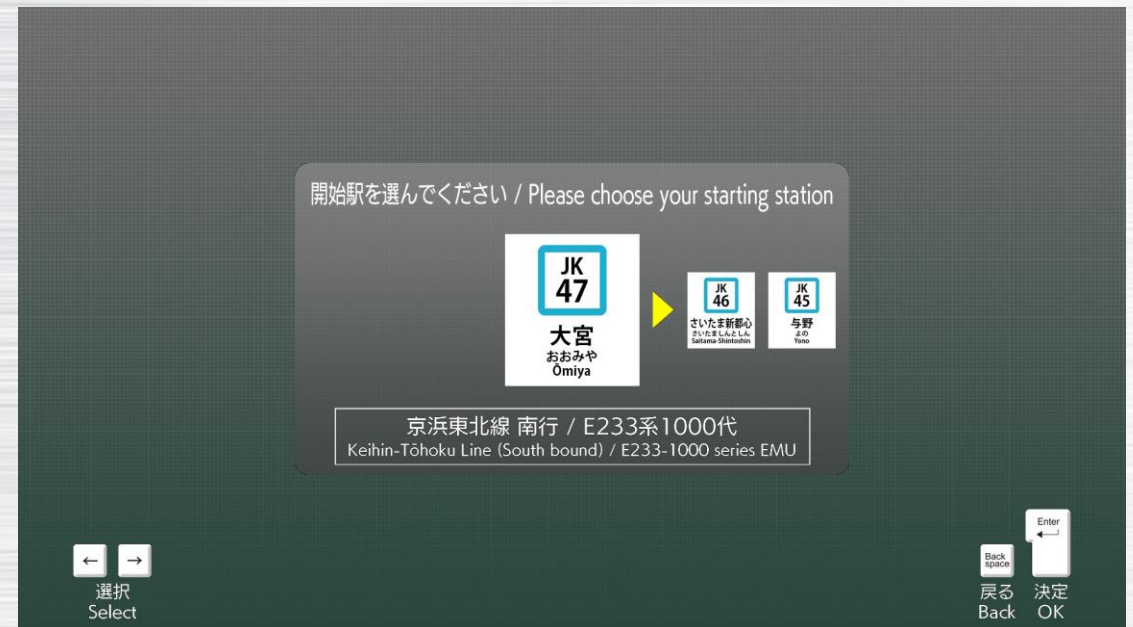 開始駅を選んでください / Please choose your starting station
JK
47
大宮
おおみや
Ōmiya
JK
46
さいたま新都心
さいたましんとしん
Saitama-Shintoshin
JK
45
与野
よの
Yono
京浜東北線 南行 / E233系1000代
Keihin-Tōhoku Line (South bound) / E233-1000 series EMU
← →
選択
Select
Back
space
戻る
Back
Enter
決定
OK